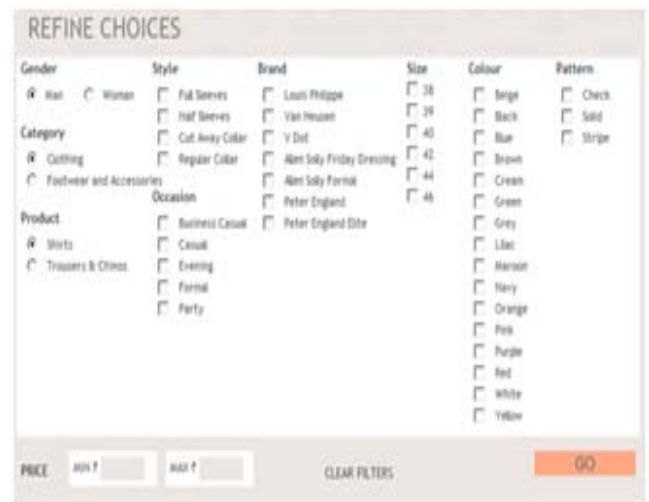 REFINE CHOICES
Gender
Man
Woman
Category
Clothing
Footwear and Accessories
Product
Shirts
Trousers & Chinos
Style
Full Sleeves
Half Sleeves
Cut Away Collar
Regular Collar
Occasion
Business Casual
Casual
Evening
Formal
Party
Brand
Louis Philippe
Van Heusen
V Dot
Allen Solly Friday Dressing
Allen Solly Formal
Peter England
Peter England Elite
Size
38
39
40
42
44
46
Colour
Beige
Black
Blue
Brown
Cream
Green
Grey
Lilac
Maroon
Navy
Orange
Pink
Purple
Red
White
Yellow
Pattern
Check
Solid
Stripe
PRICE
MIN ₹
MAX ₹
CLEAR FILTERS
GO